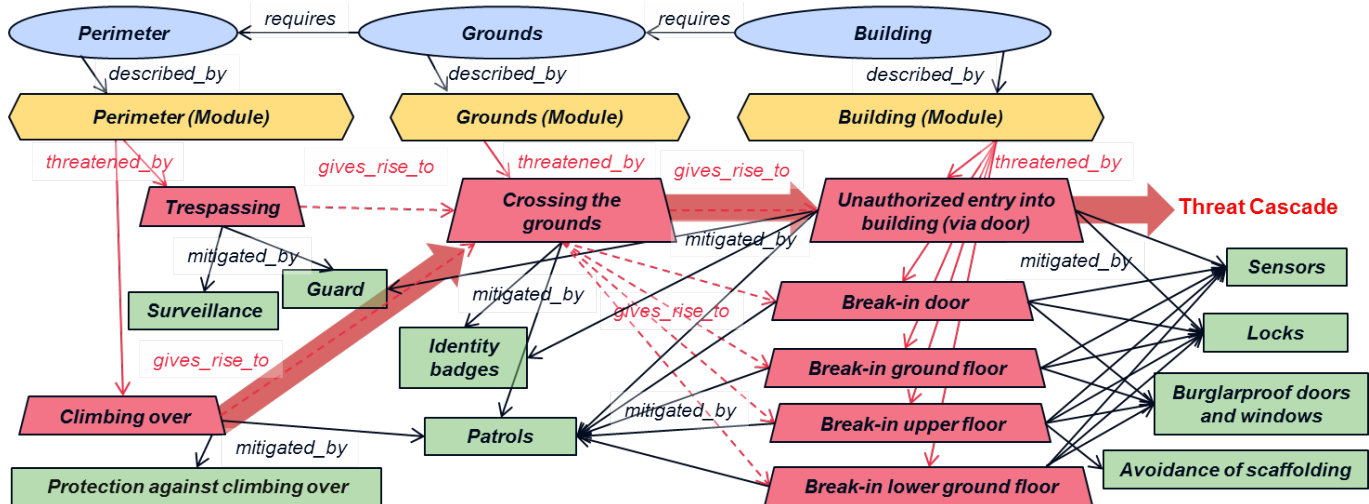 requires
requires
Perimeter
Grounds
Building
described_by
described_by
described_by
Perimeter (Module)
Grounds (Module)
Building (Module)
threatened_by
gives_rise_to
threatened_by
gives_rise_to
threatened_by
Trespassing
Crossing the
grounds
Unauthorized entry into
building (via door)
Threat Cascade
mitigated_by
mitigated_by
mitigated_by
Sensors
Surveillance
Guard
mitigated_by
Break-in door
gives_rise_to
Locks
Identity
badges
gives_rise_to
Break-in ground floor
Burglarproof doors
and windows
Climbing over
mitigated_by
Break-in upper floor
mitigated_by
Patrols
Avoidance of scaffolding
Protection against climbing over
Break-in lower ground floor